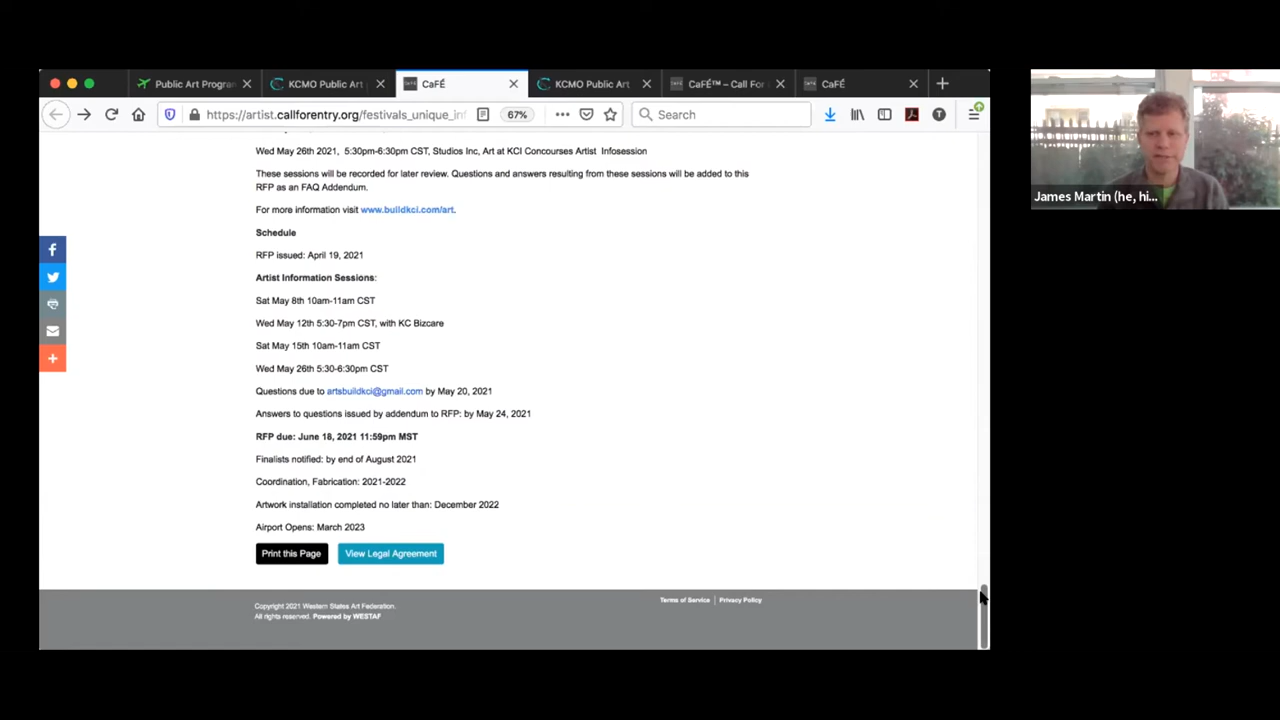 Public Art Progran
KCMO Public Art
CaFÉ
KCMO Public Art
CaFÉ™ – Call For
CaFÉ
https://artist.callforentry.org/festivals_unique_inf
67%
Search
Wed May 26th 2021, 5:30pm-6:30pm CST, Studios Inc, Art at KCI Concourses Artist Infosession
These sessions will be recorded for later review. Questions and answers resulting from these sessions will be added to this
RFP as an FAQ Addendum.
For more information visit www.buildkci.com/art.
Schedule
RFP issued: April 19, 2021
Artist Information Sessions:
Sat May 8th 10am-11am CST
Wed May 12th 5:30-7pm CST, with KC Bizcare
Sat May 15th 10am-11am CST
Wed May 26th 5:30-6:30pm CST
Questions due to artsbuildkci@gmail.com by May 20, 2021
Answers to questions issued by addendum to RFP: by May 24, 2021
RFP due: June 18, 2021 11:59pm MST
Finalists notified: by end of August 2021
Coordination, Fabrication: 2021-2022
Artwork installation completed no later than: December 2022
Airport Opens: March 2023
Print this Page
View Legal Agreement
Copyright 2021 Western States Art Federation.
All rights reserved. Powered by WESTAF
Terms of Service | Privacy Policy
James Martin (he, hi...